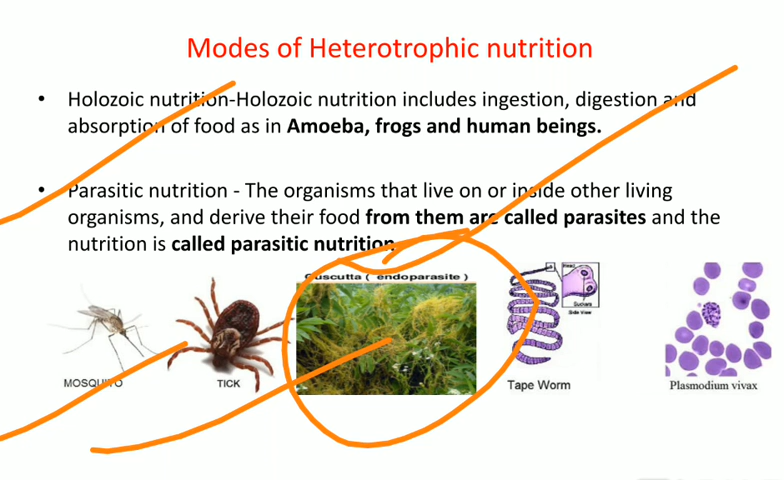 Modes of Heterotrophic nutrition
• Holozoic nutrition-Holozoic nutrition includes ingestion, digestion and
absorption of food as in Amoeba, frogs and human beings.
• Parasitic nutrition - The organisms that live on or inside other living
organisms, and derive their food from them are called parasites and the
nutrition is called parasitic nutrition
Cuscutta ( endoparasite )
Head
Suckers
Side View
MOSQUITO
TICK
Tape Worm
Plasmodium vivax